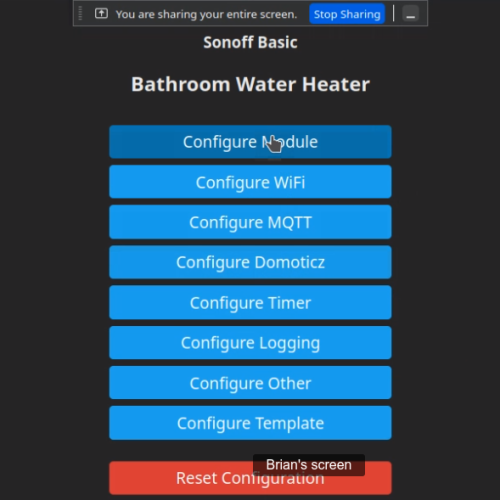 You are sharing your entire screen. Stop Sharing
Sonoff Basic
Bathroom Water Heater
Configure Module
Configure WiFi
Configure MQTT
Configure Domoticz
Configure Timer
Configure Logging
Configure Other
Configure Template
Brian's screen
Reset Configuration